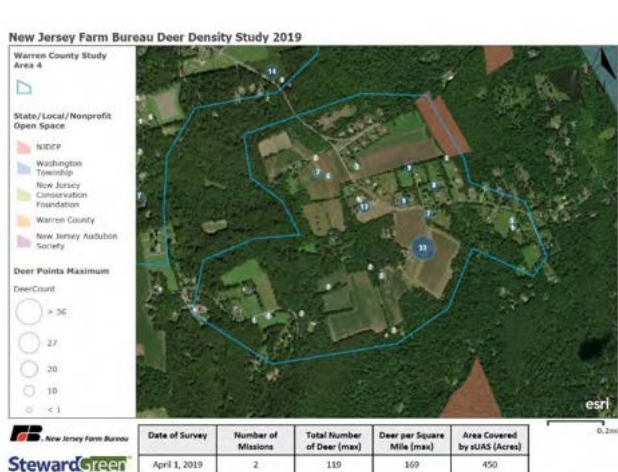 New Jersey Farm Bureau Deer Density Study 2019
Warren County Study
Area 4
State/Local/Nonprofit
Open Space
NJDEP
Washington
Township
New Jersey
Conservation
Foundation
Warren County
New Jersey Audubon
Society
Deer Points Maximum
DeerCount
> 36
27
20
10
< 1
14
7
13
33
esri
0.2mi
New Jersey Farm Bureau
StewardGreen
Date of Survey Number of Missions Total Number of Deer (max) Deer per Square Mile (max) Area Covered by sUAS (Acres)
April 1, 2019 2 119 169 450